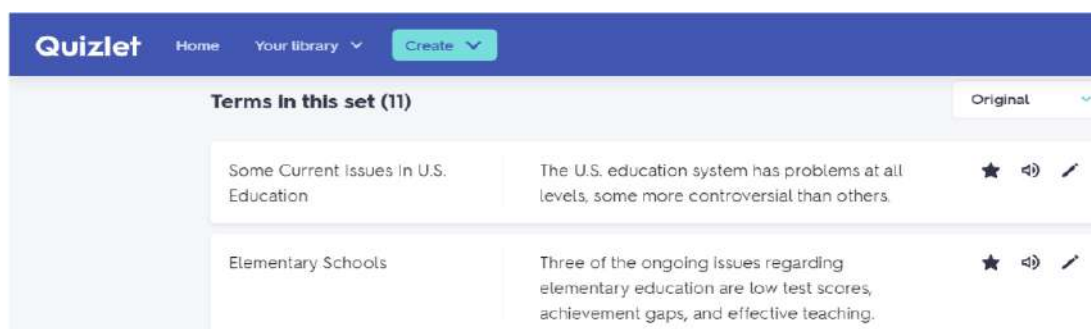 Quizlet Home Your library Create
Terms in this set (11)
Original
Some Current Issues in U.S.
Education
The U.S. education system has problems at all
levels, some more controversial than others.
Elementary Schools
Three of the ongoing issues regarding
elementary education are low test scores,
achievement gaps, and effective teaching.